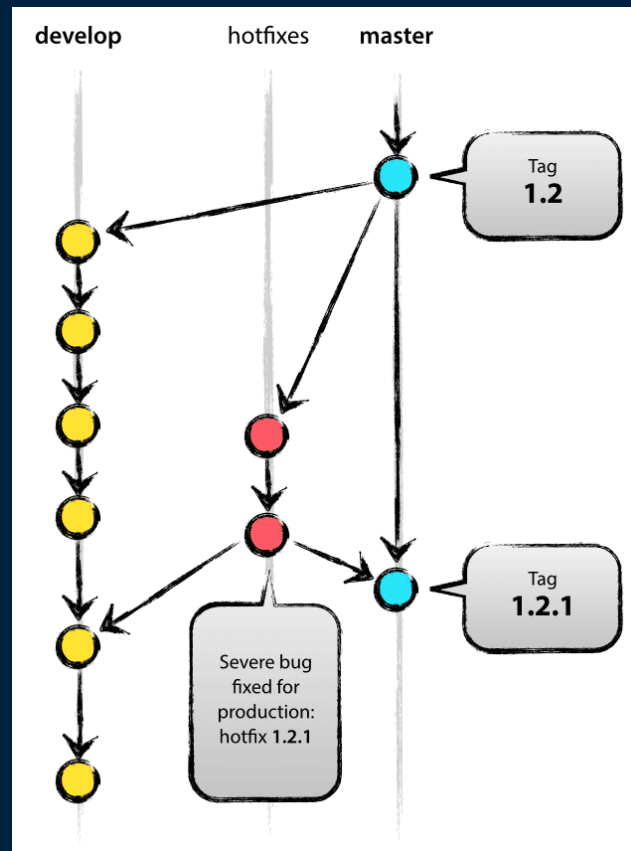 develop
hotfixes
master
Tag
1.2
Tag
1.2.1
Severe bug
fixed for
production:
hotfix 1.2.1